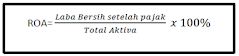 ROA= Laba Bersih setelah pajak / Total Aktiva x 100%